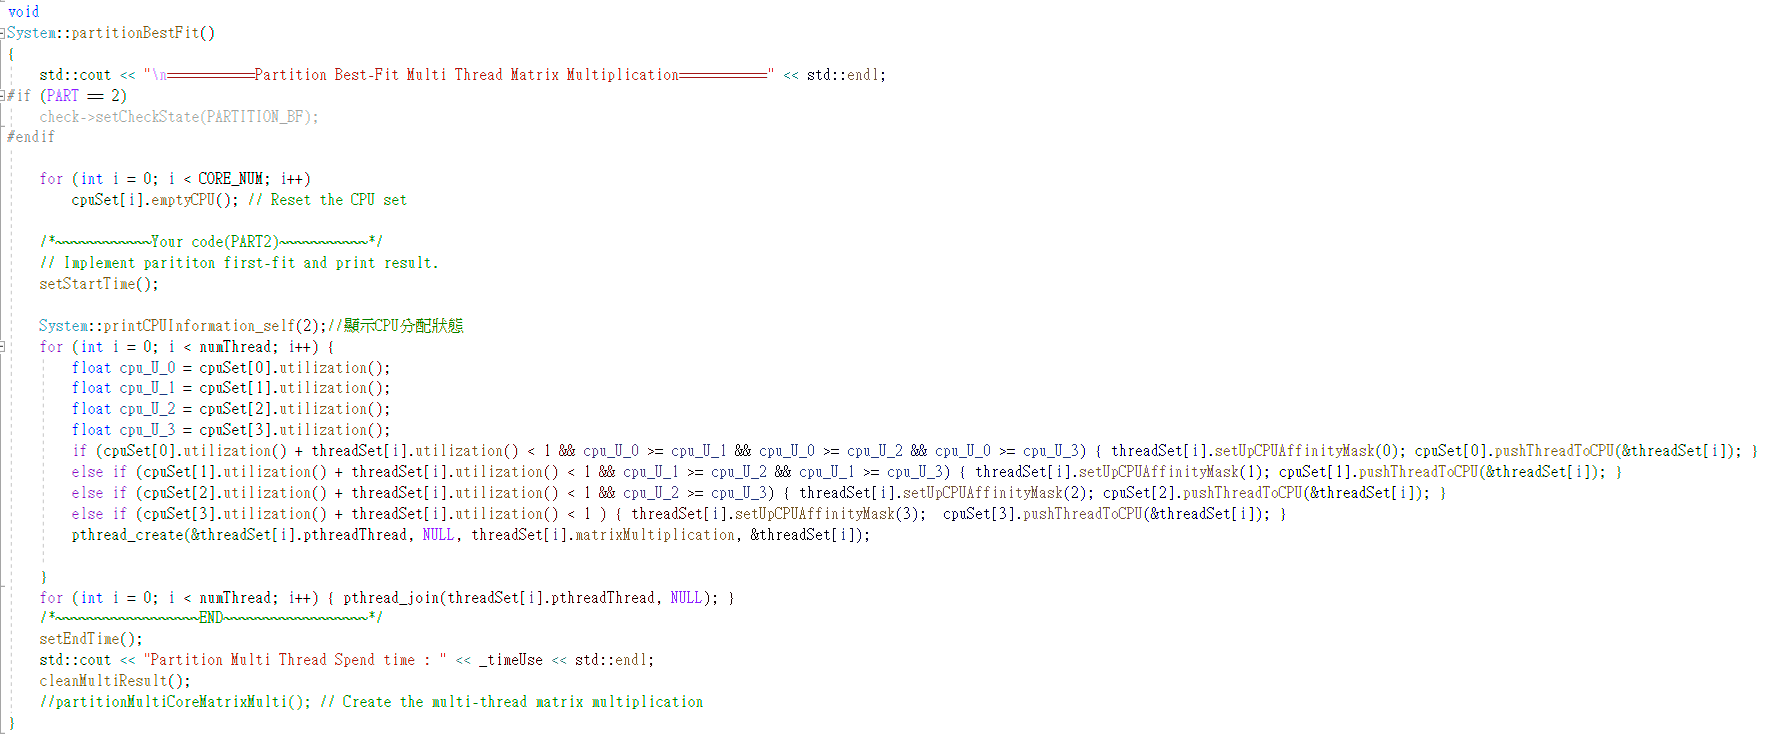 void
System::partitionBestFit()
{
    std::cout << "\n===========Partition Best-Fit Multi Thread Matrix Multiplication===========" << std::endl;
#if (PART == 2)
    check->setCheckState(PARTITION_BF);
#endif
    for (int i = 0; i < CORE_NUM; i++)
        cpuSet[i].emptyCPU(); // Reset the CPU set
    /*~~~~~~~~~~~~Your code(PART2)~~~~~~~~~~~*/
    // Implement parititon first-fit and print result.
    setStartTime();
    System::printCPUInformation_self(2);//顯示CPU分配狀態
    for (int i = 0; i < numThread; i++) {
        float cpu_U_0 = cpuSet[0].utilization();
        float cpu_U_1 = cpuSet[1].utilization();
        float cpu_U_2 = cpuSet[2].utilization();
        float cpu_U_3 = cpuSet[3].utilization();
        if (cpuSet[0].utilization() + threadSet[i].utilization() < 1 && cpu_U_0 >= cpu_U_1 && cpu_U_0 >= cpu_U_2 && cpu_U_0 >= cpu_U_3) { threadSet[i].setUpCPUAffinityMask(0); cpuSet[0].pushThreadToCPU(&threadSet[i]); }
        else if (cpuSet[1].utilization() + threadSet[i].utilization() < 1 && cpu_U_1 >= cpu_U_2 && cpu_U_1 >= cpu_U_3) { threadSet[i].setUpCPUAffinityMask(1); cpuSet[1].pushThreadToCPU(&threadSet[i]); }
        else if (cpuSet[2].utilization() + threadSet[i].utilization() < 1 && cpu_U_2 >= cpu_U_3) { threadSet[i].setUpCPUAffinityMask(2); cpuSet[2].pushThreadToCPU(&threadSet[i]); }
        else if (cpuSet[3].utilization() + threadSet[i].utilization() < 1 ) { threadSet[i].setUpCPUAffinityMask(3);  cpuSet[3].pushThreadToCPU(&threadSet[i]); }
        pthread_create(&threadSet[i].pthreadThread, NULL, threadSet[i].matrixMultiplication, &threadSet[i]);
    }
    for (int i = 0; i < numThread; i++) { pthread_join(threadSet[i].pthreadThread, NULL); }
    /*~~~~~~~~~~~~~~~~~~END~~~~~~~~~~~~~~~~~~*/
    setEndTime();
    std::cout << "Partition Multi Thread Spend time : " << _timeUse << std::endl;
    cleanMultiResult();
    //partitionMultiCoreMatrixMulti(); // Create the multi-thread matrix multiplication
}